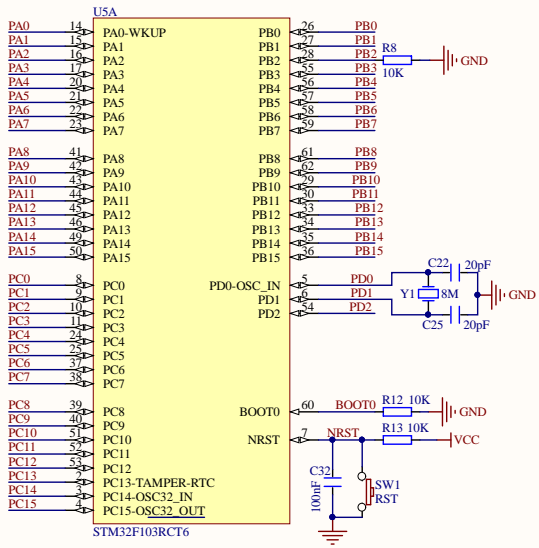 U5A
PA0 14 PA0-WKUP PB0 26 PB0
PA1 15 PA1 PB1 27 PB1
PA2 16 PA2 PB2 28 PB2 R8 10K GND
PA3 17 PA3 PB3 55 PB3
PA4 20 PA4 PB4 56 PB4
PA5 21 PA5 PB5 57 PB5
PA6 22 PA6 PB6 58 PB6
PA7 23 PA7 PB7 59 PB7
PA8 41 PA8 PB8 61 PB8
PA9 42 PA9 PB9 62 PB9
PA10 43 PA10 PB10 29 PB10
PA11 44 PA11 PB11 30 PB11
PA12 45 PA12 PB12 33 PB12
PA13 46 PA13 PB13 34 PB13
PA14 49 PA14 PB14 35 PB14
PA15 50 PA15 PB15 36 PB15
C22 20pF
PC0 8 PC0 PD0-OSC_IN 5 PD0
PC1 9 PC1 PD1 6 PD1 Y1 8M GND
PC2 10 PC2 PD2 54 PD2
PC3 11 PC3 C25 20pF
PC4 24 PC4
PC5 25 PC5
PC6 37 PC6
PC7 38 PC7
PC8 39 PC8 BOOT0 60 BOOT0 R12 10K GND
PC9 40 PC9
PC10 51 PC10 NRST 7 NRST R13 10K VCC
PC11 52 PC11
PC12 53 PC12
PC13 2 PC13-TAMPER-RTC C32 100nF SW1
PC14 3 PC14-OSC32_IN RST
PC15 4 PC15-OSC32_OUT
STM32F103RCT6